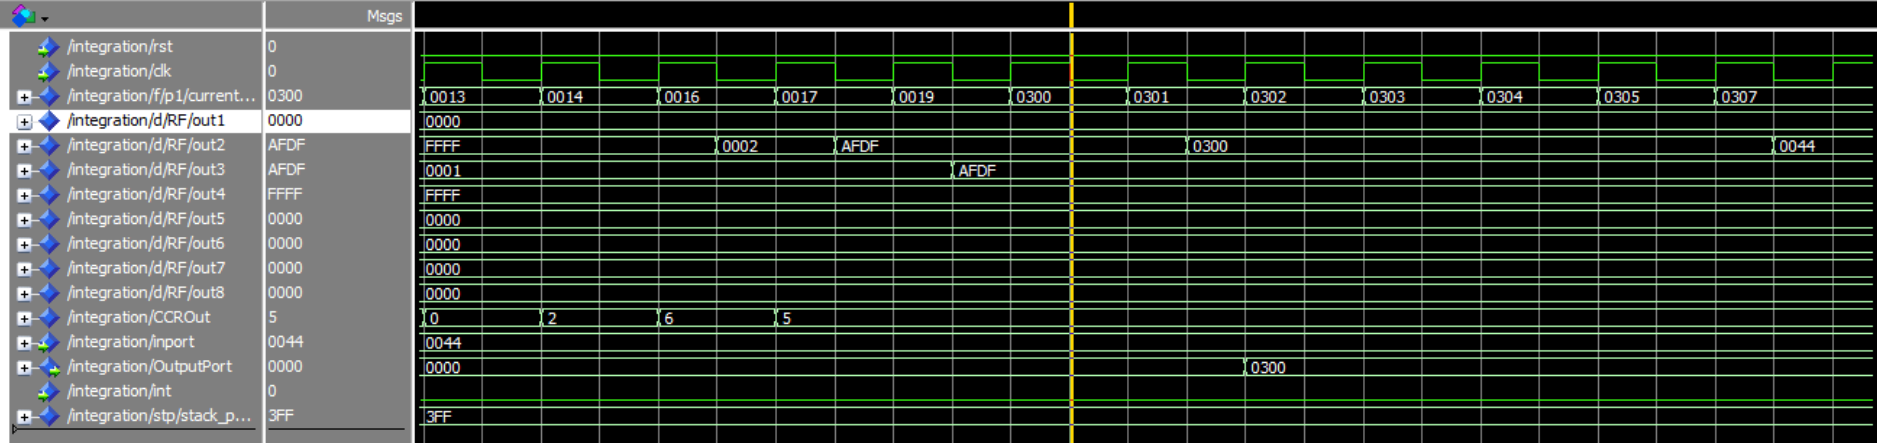 Msgs
/integration/rst 0
/integration/clk 0
/integration/f/p1/current... 0300 0013 0014 0016 0017 0019 0300 0301 0302 0303 0304 0305 0307
/integration/d/RF/out1 0000 0000
/integration/d/RF/out2 AFDF FFFF 0002 AFDF 0300 0044
/integration/d/RF/out3 AFDF 0001 AFDF
/integration/d/RF/out4 FFFF FFFF
/integration/d/RF/out5 0000 0000
/integration/d/RF/out6 0000 0000
/integration/d/RF/out7 0000 0000
/integration/d/RF/out8 0000 0000
/integration/CCROut 5 0 2 6 5
/integration/inport 0044 0044
/integration/OutputPort 0000 0000 0300
/integration/int 0
/integration/stp/stack_p... 3FF 3FF